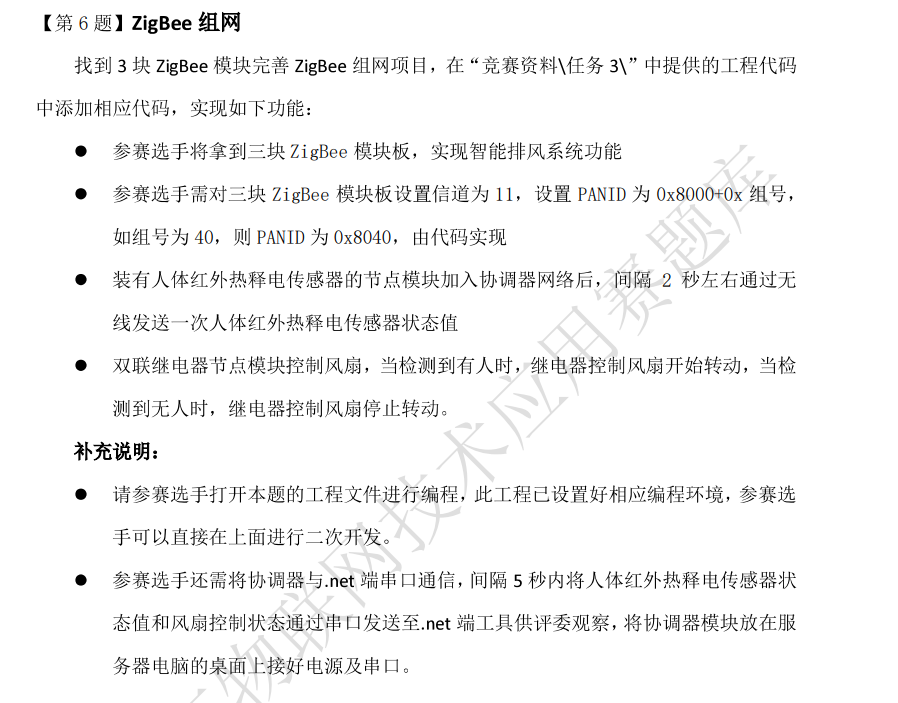 【第 6 题】ZigBee 组网
找到 3 块 ZigBee 模块完善 ZigBee 组网项目，在“竞赛资料\任务 3\”中提供的工程代码
中添加相应代码，实现如下功能：
● 参赛选手将拿到三块 ZigBee 模块板，实现智能排风系统功能
● 参赛选手需对三块 ZigBee 模块板设置信道为 11，设置 PANID 为 0x8000+0x 组号，
如组号为 40，则 PANID 为 0x8040，由代码实现
● 装有人体红外热释电传感器的节点模块加入协调器网络后，间隔 2 秒左右通过无
线发送一次人体红外热释电传感器状态值
● 双联继电器节点模块控制风扇，当检测到有人时，继电器控制风扇开始转动，当检
测到无人时，继电器控制风扇停止转动。
补充说明：
● 请参赛选手打开本题的工程文件进行编程，此工程已设置好相应编程环境，参赛选
手可以直接在上面进行二次开发。
● 参赛选手还需将协调器与.net 端串口通信，间隔 5 秒内将人体红外热释电传感器状
态值和风扇控制状态通过串口发送至.net 端工具供评委观察，将协调器模块放在服
务器电脑的桌面上接好电源及串口。
物联网技术应用赛题库